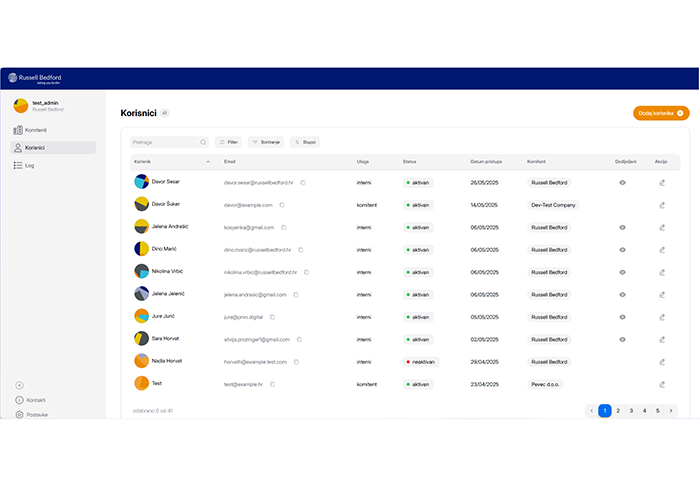 Russell Bedford
taking you further
test_admin
Russell Bedford
Komitenti
Korisnici
Log
Kontakti
Postavke
Korisnici 41
Dodaj korisnika
Pretraga Filter Sortiranje Stupci
Korisnik Email Uloga Status Datum pristupa Komitent Dodijeljeni Akcije
Davor Sesar davor.sesar@russellbedford.hr interni aktivan 26/05/2025 Russell Bedford
Davor Šuker davor@example.com komitent aktivan 14/05/2025 Dev-Test Company
Jelena Andrašić kosyenka@gmail.com interni aktivan 06/05/2025 Russell Bedford
Dino Marić dino.maric@russellbedford.hr interni aktivan 06/05/2025 Russell Bedford
Nikolina Vrbić nikolina.vrbic@russellbedford.hr interni aktivan 06/05/2025 Russell Bedford
Jelena Jelenić jelena.andrasic@gmail.com interni aktivan 06/05/2025 Russell Bedford
Jure Jurić jure@prnn.digital interni aktivan 05/05/2025 Russell Bedford
Sara Horvat silvija.prozinger1@gmail.com interni aktivan 02/05/2025 Russell Bedford
Nadia Horvat horvath@example.test.com interni neaktivan 29/04/2025 Russell Bedford
Test test@example.hr komitent aktivan 23/04/2025 Pevec d.o.o.
odabrano 0 od 41
1 2 3 4 5